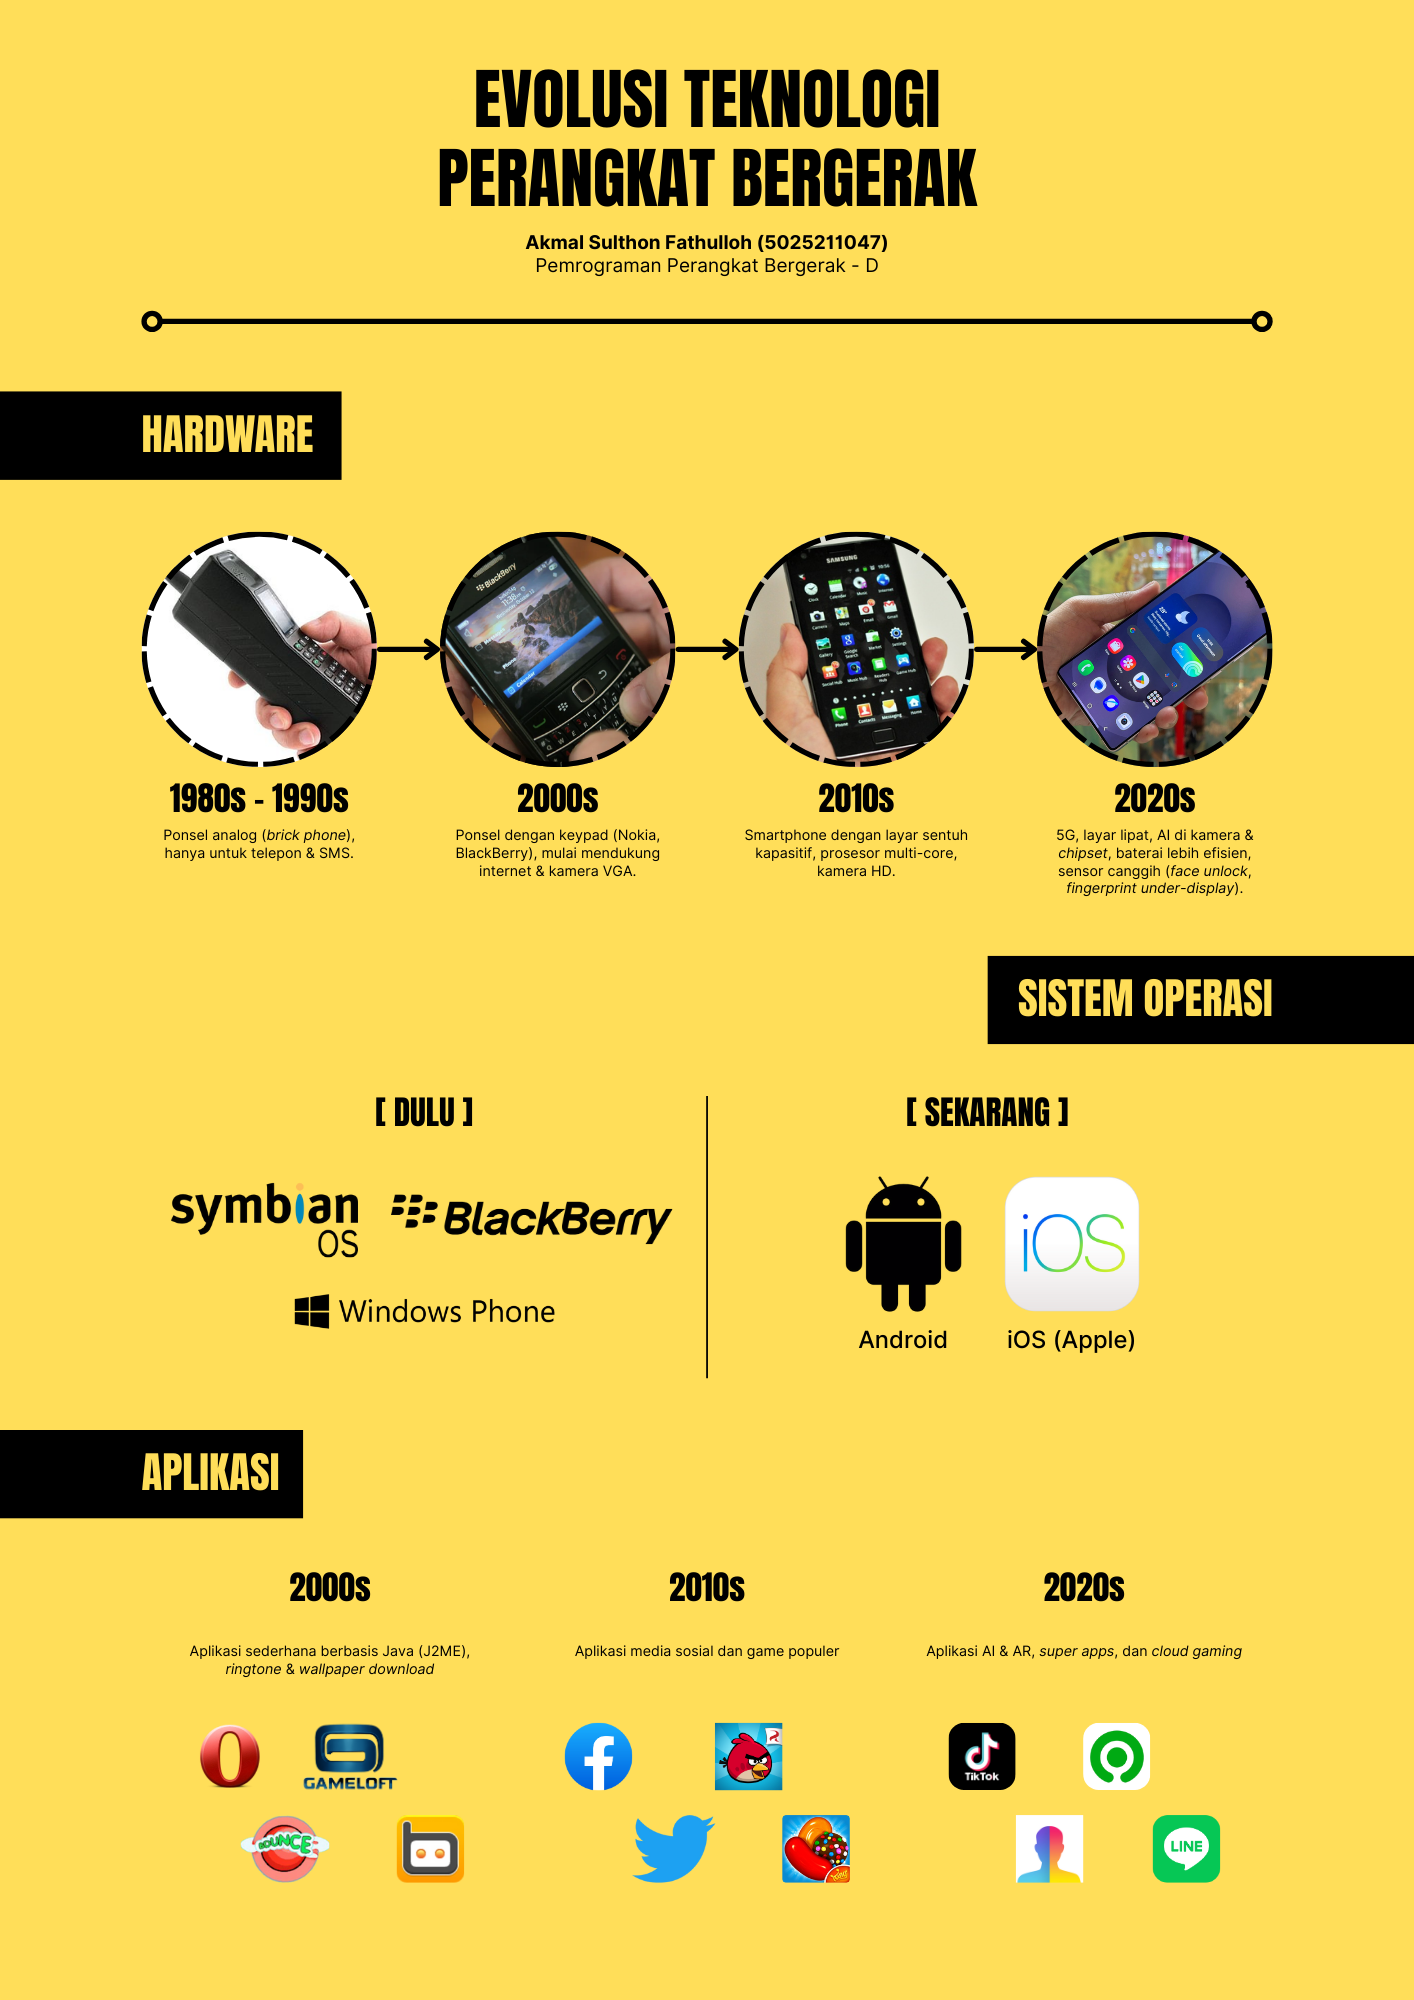 EVOLUSI TEKNOLOGI
PERANGKAT BERGERAK
Akmal Sulthon Fathulloh (5025211047)
Pemrograman Perangkat Bergerak - D
HARDWARE
BlackBerry
SAMSUNG
1980s - 1990s
Ponsel analog (brick phone),
hanya untuk telepon & SMS.
2000s
Ponsel dengan keypad (Nokia,
BlackBerry), mulai mendukung
internet & kamera VGA.
2010s
Smartphone dengan layar sentuh
kapasitif, prosesor multi-core,
kamera HD.
2020s
5G, layar lipat, AI di kamera &
chipset, baterai lebih efisien,
sensor canggih (face unlock,
fingerprint under-display).
SISTEM OPERASI
[ DULU ]
symbian
OS
BlackBerry
Windows Phone
[ SEKARANG ]
iOS
Android
iOS (Apple)
APLIKASI
2000s
Aplikasi sederhana berbasis Java (J2ME),
ringtone & wallpaper download
GAMELOFT
BOUNCE
2010s
Aplikasi media sosial dan game populer
2020s
Aplikasi AI & AR, super apps, dan cloud gaming
TikTok
LINE